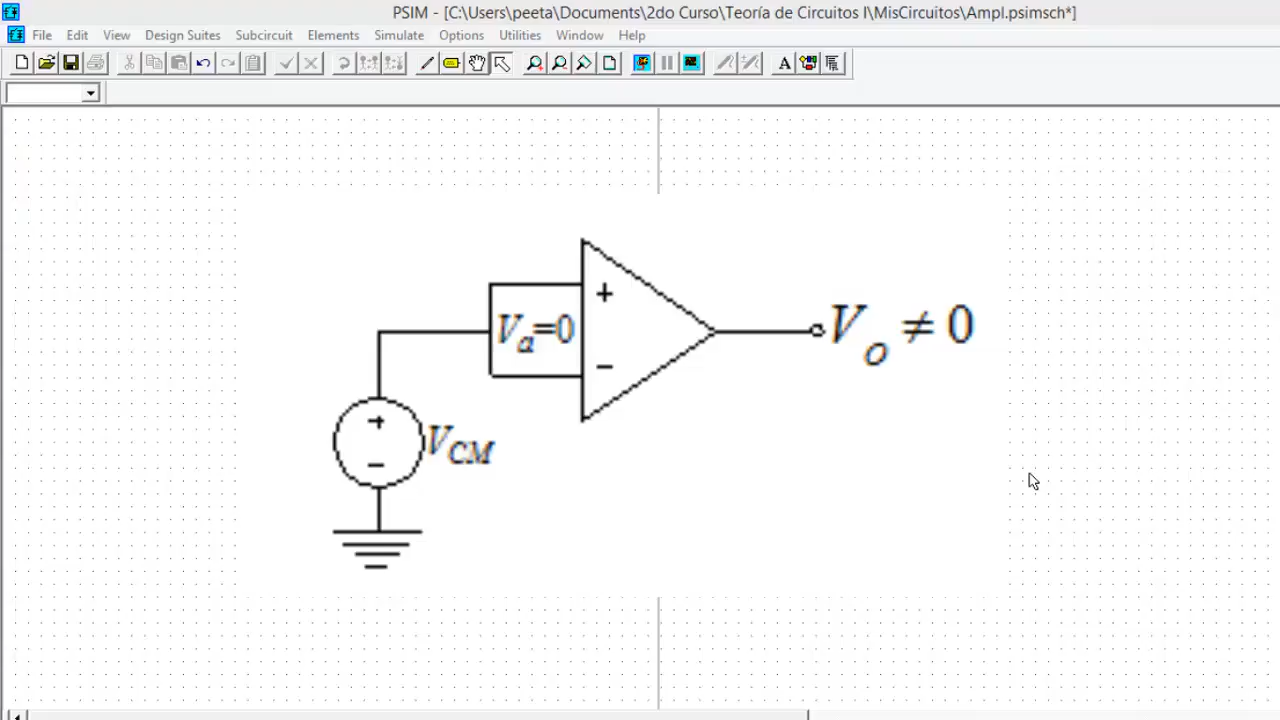 PSIM - [C:\Users\peeta\Documents\2do Curso\Teoría de Circuitos I\MisCircuitos\Ampl.psimsch*]
File Edit View Design Suites Subcircuit Elements Simulate Options Utilities Window Help
A
+
Va=0
Vo ≠ 0
−
+
VCM
−